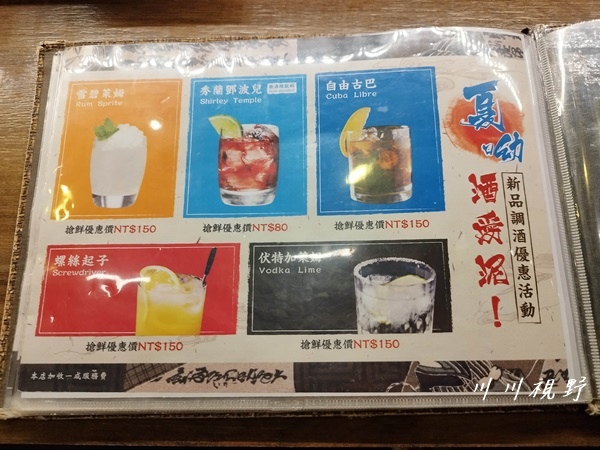 雪碧萊姆
Rum Sprite
搶鮮優惠價NT$150
秀蘭鄧波兒
Shirley Temple
搶鮮優惠價NT$80
自由古巴
Cuba Libre
搶鮮優惠價NT$150
螺絲起子
Screwdriver
搶鮮優惠價NT$150
伏特加萊姆
Vodka Lime
搶鮮優惠價NT$150
夏呦
酒醬泥!
新品調酒優惠活動
本店加收一成服務費
川川視野